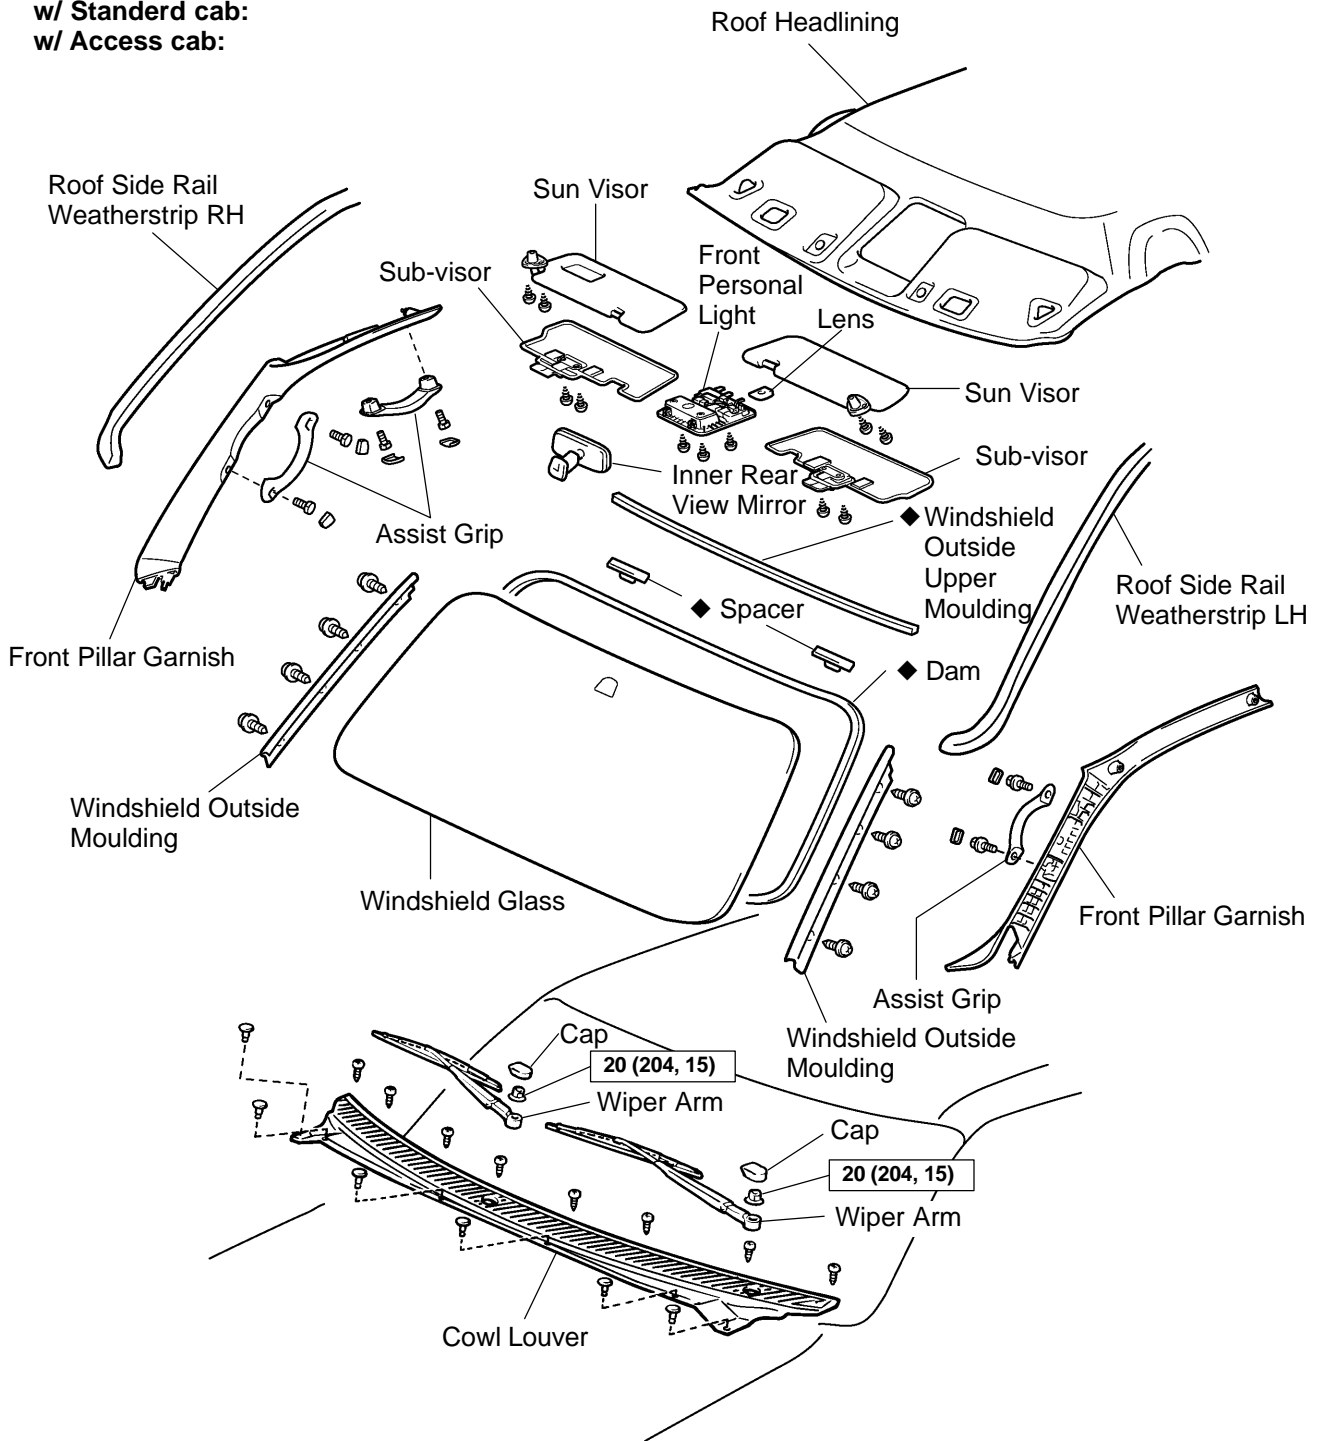 w/ Standerd cab:
w/ Access cab:
Roof Headlining
Roof Side Rail
Weatherstrip RH
Sun Visor
Sub-visor
Front
Personal
Light
Lens
Sun Visor
Sub-visor
Inner Rear
View Mirror
Assist Grip
◆ Windshield
Outside
Upper
Moulding
Roof Side Rail
Weatherstrip LH
◆ Spacer
Front Pillar Garnish
◆ Dam
Windshield Outside
Moulding
Windshield Glass
Front Pillar Garnish
Assist Grip
Windshield Outside
Moulding
Cap
20 (204, 15)
Wiper Arm
Cap
20 (204, 15)
Wiper Arm
Cowl Louver